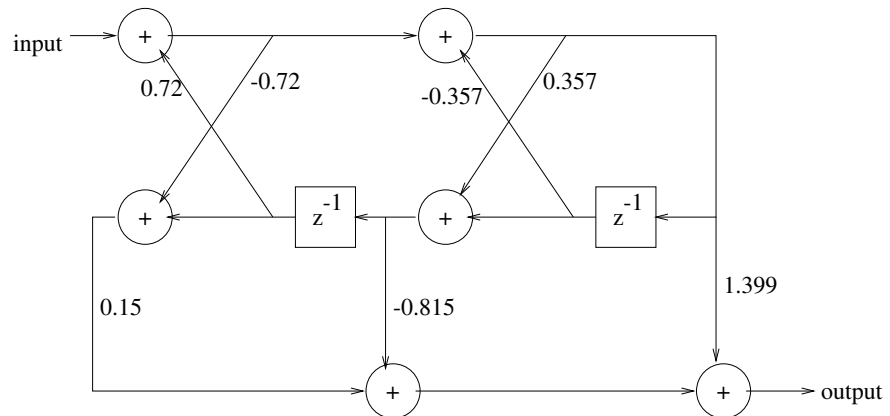 input + +
0.72 -0.72 -0.357 0.357
+ z-1 + z-1
0.15 -0.815 1.399
+ + output